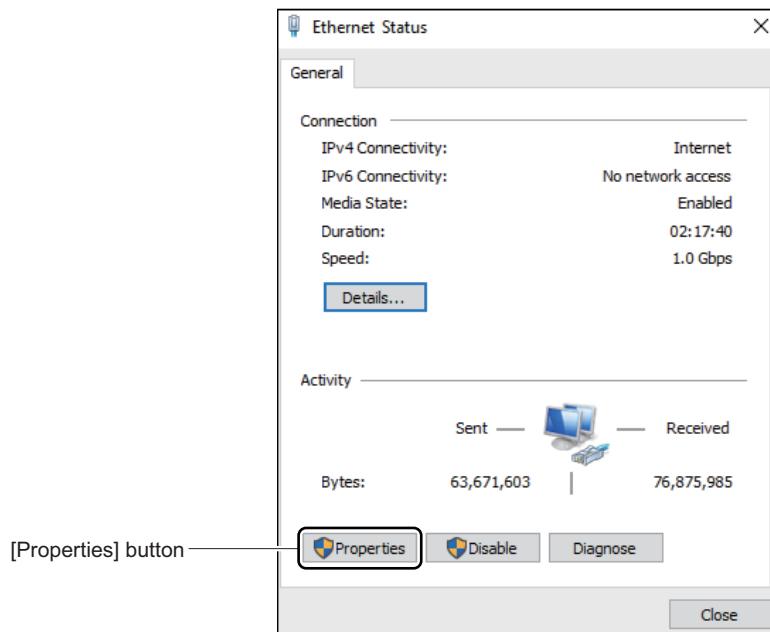 Ethernet Status
General
Connection
IPv4 Connectivity: Internet
IPv6 Connectivity: No network access
Media State: Enabled
Duration: 02:17:40
Speed: 1.0 Gbps
Details...
Activity
Sent Received
Bytes: 63,671,603 76,875,985
[Properties] button
Properties Disable Diagnose
Close